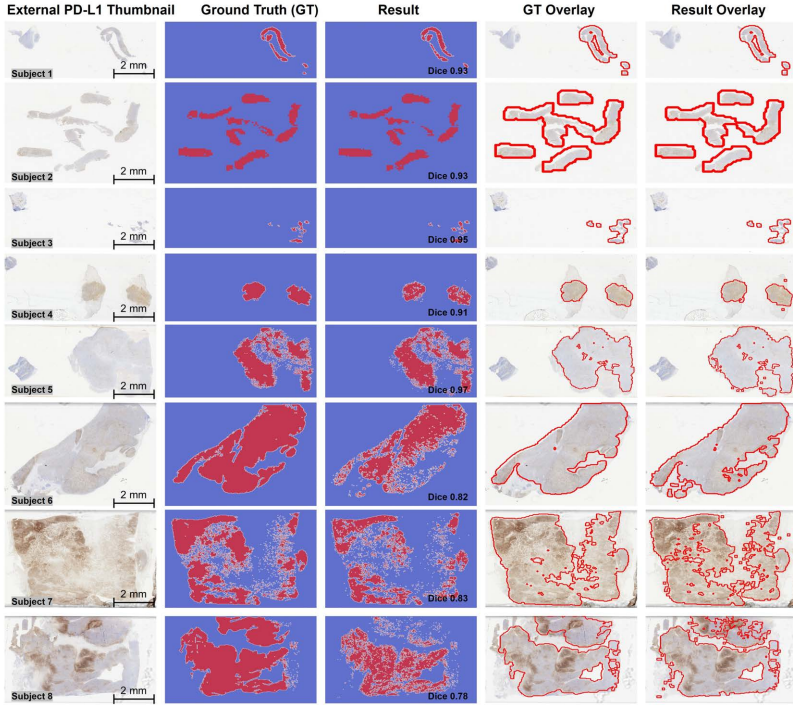 External PD-L1 Thumbnail Ground Truth (GT) Result GT Overlay Result Overlay
Subject 1 2 mm Dice 0.93
Subject 2 2 mm Dice 0.93
Subject 3 2 mm Dice 0.95
Subject 4 2 mm Dice 0.91
Subject 5 2 mm Dice 0.97
Subject 6 2 mm Dice 0.82
Subject 7 2 mm Dice 0.83
Subject 8 2 mm Dice 0.78